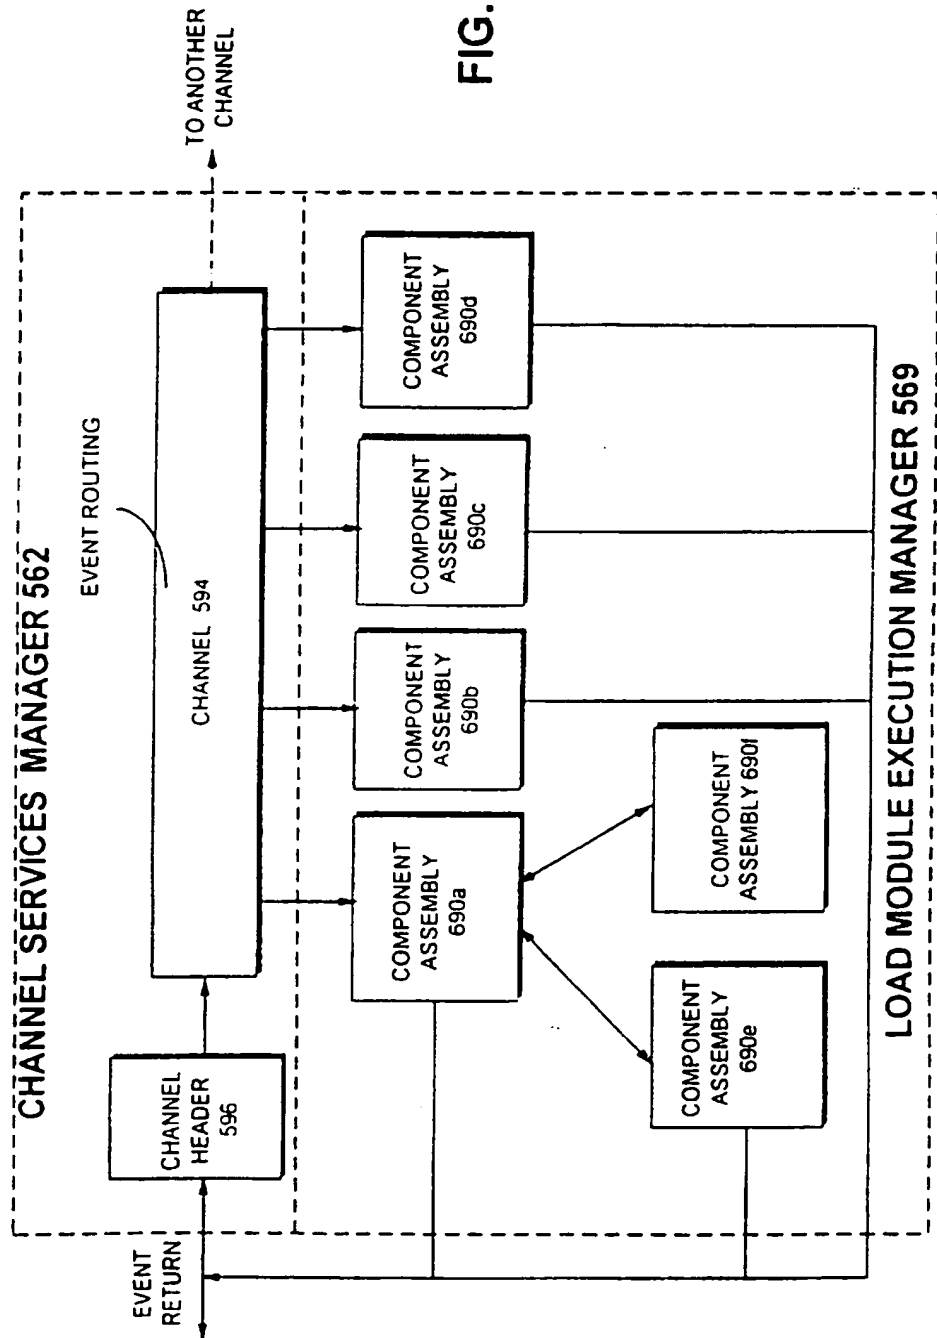 CHANNEL SERVICES MANAGER 562
EVENT ROUTING
TO ANOTHER
CHANNEL
EVENT
RETURN
CHANNEL
HEADER
596
CHANNEL 594
COMPONENT
ASSEMBLY
690a
COMPONENT
ASSEMBLY
690b
COMPONENT
ASSEMBLY
690c
COMPONENT
ASSEMBLY
690d
COMPONENT
ASSEMBLY
690e
COMPONENT
ASSEMBLY 690f
LOAD MODULE EXECUTION MANAGER 569
FIG.